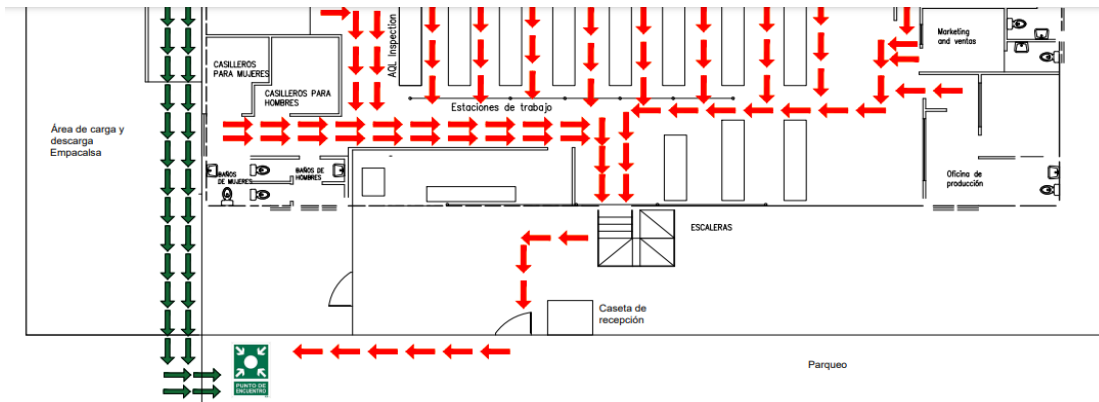 Marketing
and ventas
AQL Inspection
CASILLEROS
PARA MUJERES
CASILLEROS PARA
HOMBRES
Estaciones de trabajo
Área de carga y
descarga
Empacalsa
BAÑOS
DE MUJERES
BAÑOS DE
HOMBRES
Oficina de
producción
ESCALERAS
Caseta de
recepción
Parqueo
PUNTO DE
ENCUENTRO